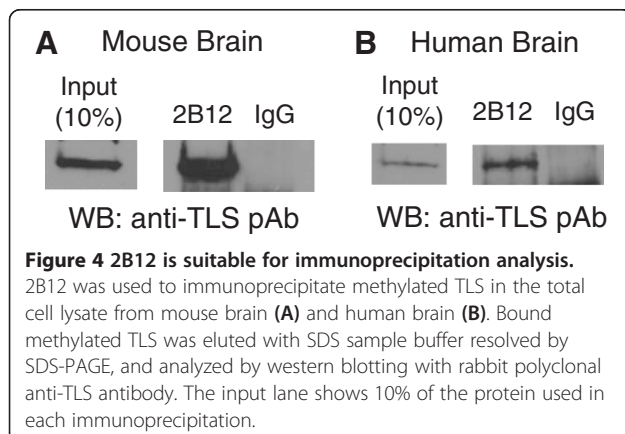 A Mouse Brain
B Human Brain
Input
(10%) 2B12 IgG
Input
(10%) 2B12 IgG
WB: anti-TLS pAb
WB: anti-TLS pAb
Figure 4 2B12 is suitable for immunoprecipitation analysis.
2B12 was used to immunoprecipitate methylated TLS in the total
cell lysate from mouse brain (A) and human brain (B). Bound
methylated TLS was eluted with SDS sample buffer resolved by
SDS-PAGE, and analyzed by western blotting with rabbit polyclonal
anti-TLS antibody. The input lane shows 10% of the protein used in
each immunoprecipitation.